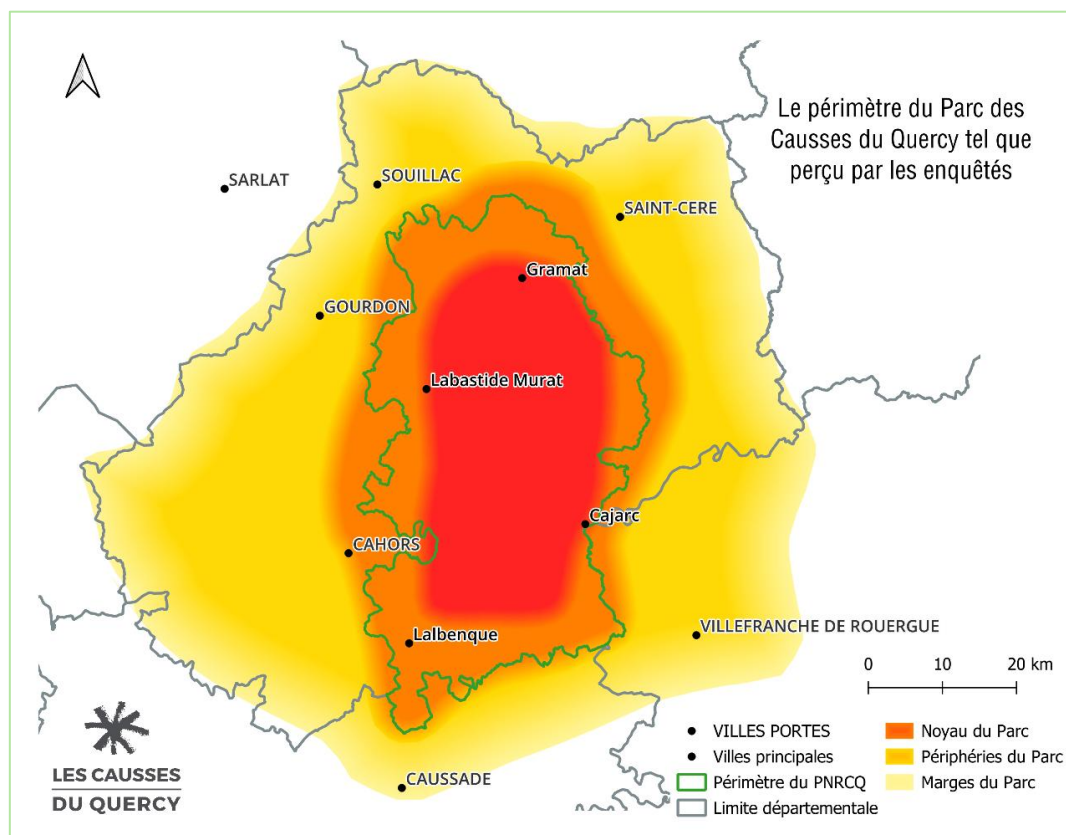 Le périmètre du Parc des
Causses du Quercy tel que
perçu par les enquêtés
SARLAT
SOUILLAC
SAINT-CERE
Gramat
GOURDON
Labastide Murat
Cajarc
CAHORS
Lalbenque
VILLEFRANCHE DE ROUERGUE
CAUSSADE
0 10 20 km
VILLES PORTES
Villes principales
Périmètre du PNRCQ
Limite départementale
Noyau du Parc
Périphéries du Parc
Marges du Parc
LES CAUSSES
DU QUERCY